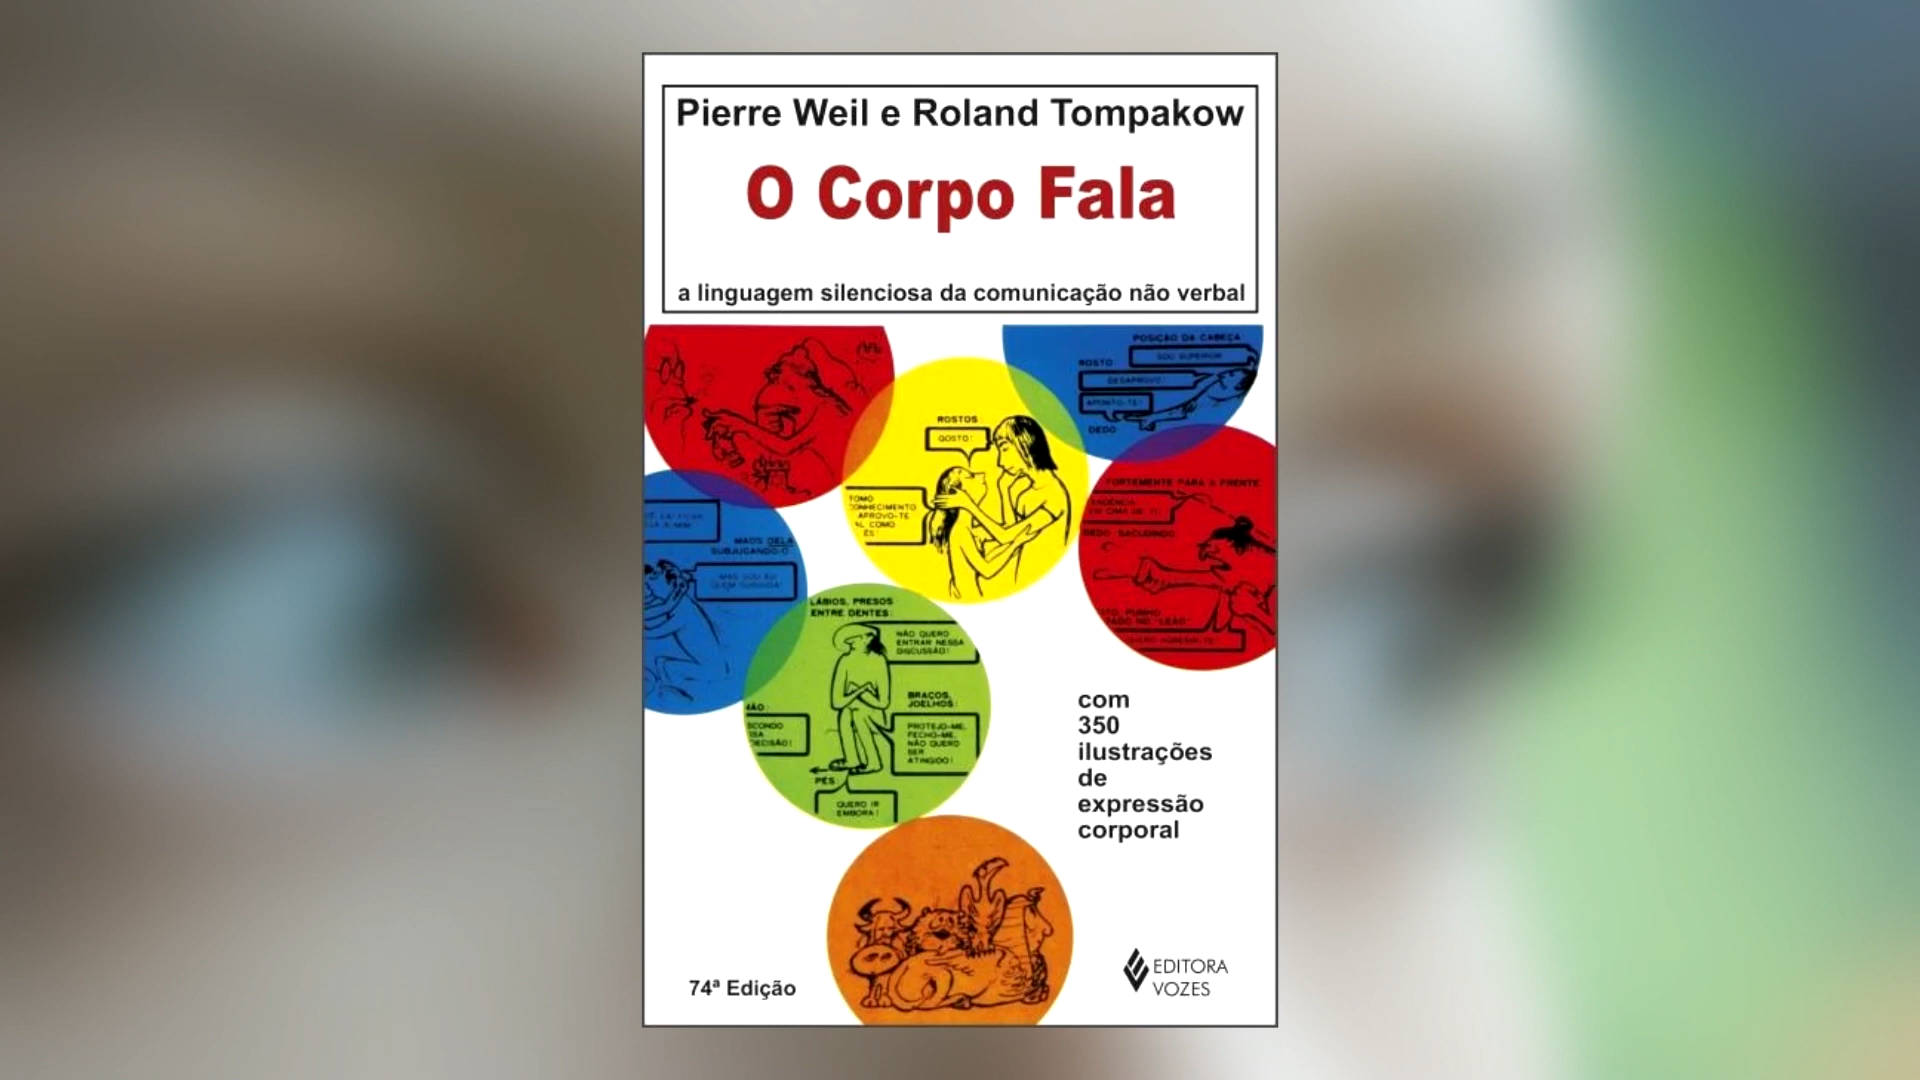 Pierre Weil e Roland Tompakow
O Corpo Fala
a linguagem silenciosa da comunicação não verbal
POSIÇÃO DA CABEÇA
SOU SUPERIOR
ROSTO
DESAPROVO!
APONTO-TE!
DEDO
ROSTOS
GOSTO!
TOMO
CONHECIMENTO
APROVO-TE
AL COMO
ÉS!
FORTEMENTE PARA A FRENTE
DEDO SACUDINDO
MÃOS DELA
SUBJUGANDO-O
LÁBIOS, PRESOS
ENTRE DENTES:
NÃO QUERO
ENTRAR NESSA
DISCUSSÃO!
BRAÇOS,
JOELHOS:
PROTEJO-ME,
FECHO-ME,
NÃO QUERO
SER
ATINGIDO!
PÉS:
QUERO IR
EMBORA!
com
350
ilustrações
de
expressão
corporal
74ª Edição
EDITORA
VOZES